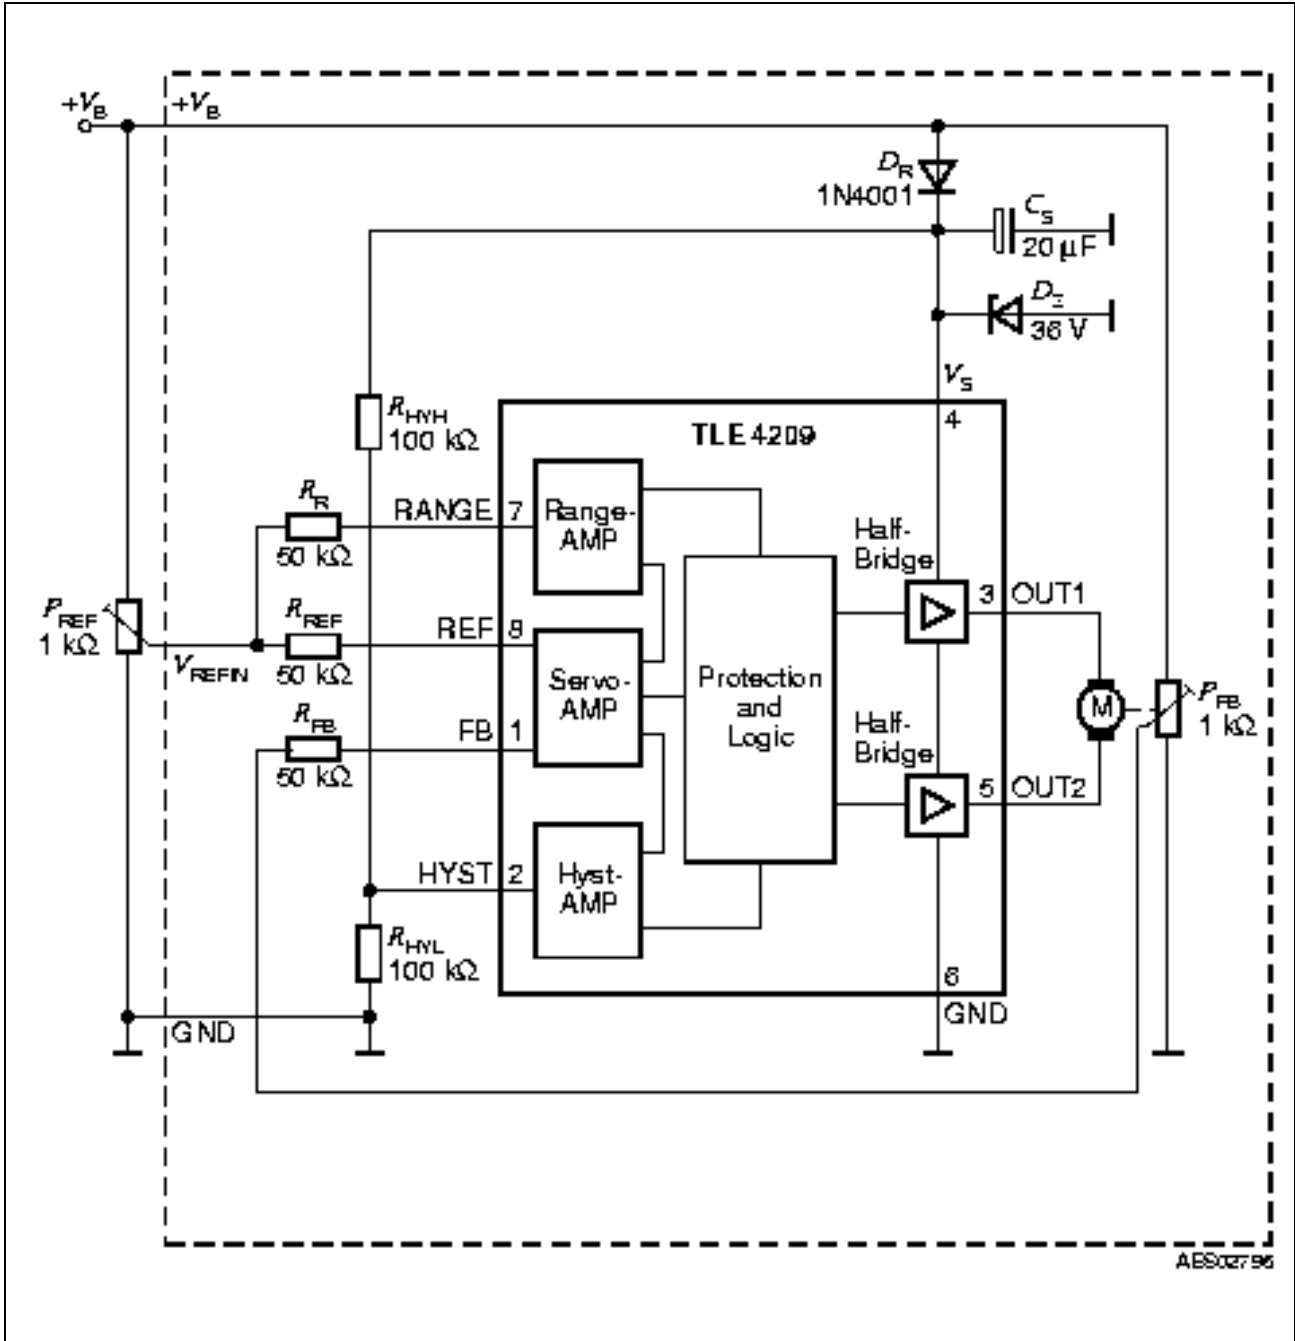 +VB
+VB
DR
1N4001
CS
20 µF
DZ
36 V
VS
4
TLE 4209
RHYH
100 kΩ
RR
50 kΩ
RANGE 7
Range-
AMP
Half-
Bridge
3 OUT1
PREF
1 kΩ
RREF
50 kΩ
VREFIN
REF 8
Servo-
AMP
Protection
and
Logic
RFB
50 kΩ
FB 1
Half-
Bridge
M
PFB
1 kΩ
5 OUT2
HYST 2
Hyst-
AMP
RHYL
100 kΩ
6
GND
GND
AES02796